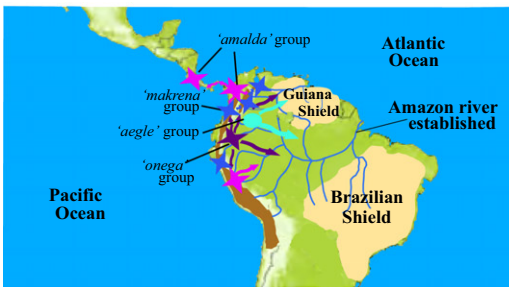 'amalda' group
Atlantic
Ocean
'makrena'
group
Guiana
Shield
Amazon river
established
'aegle' group
'onega'
group
Pacific
Ocean
Brazilian
Shield